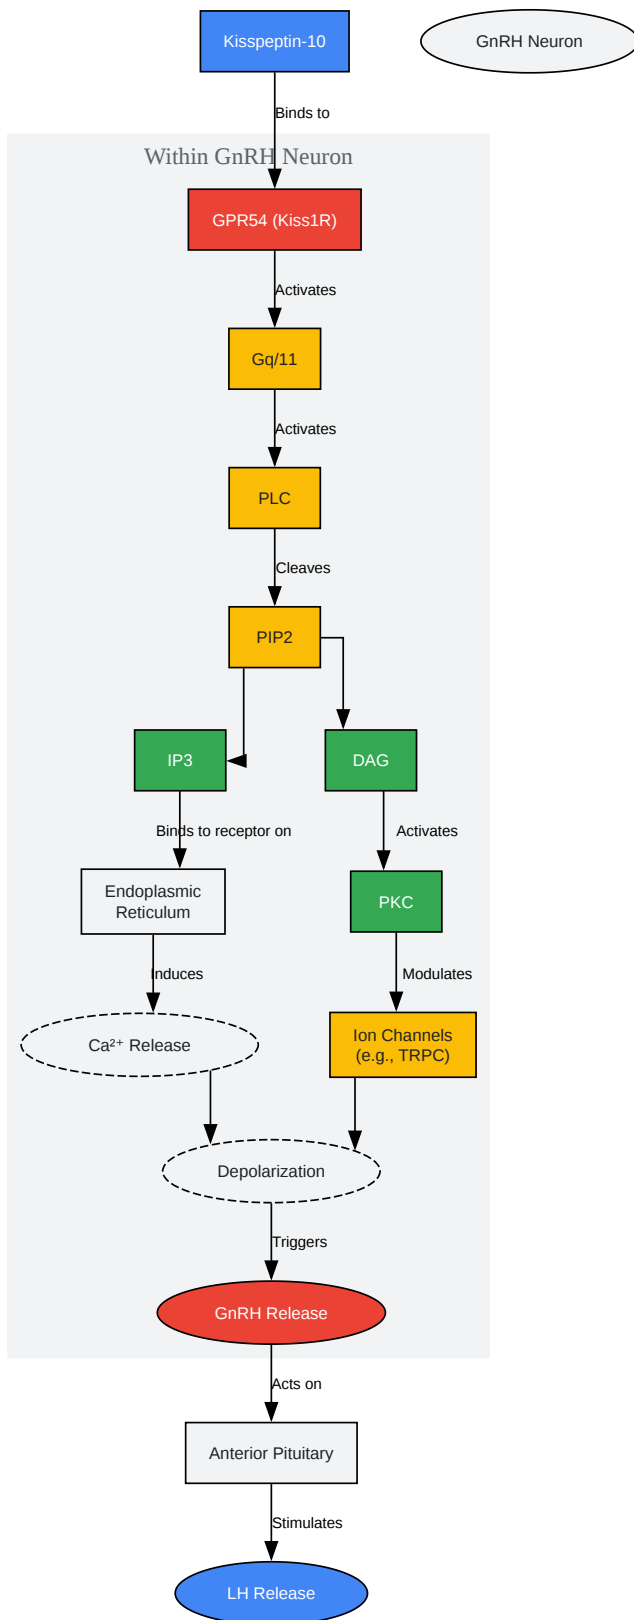 Kisspeptin-10
GnRH Neuron
Binds to
Within GnRH Neuron
GPR54 (Kiss1R)
Activates
Gq/11
Activates
PLC
Cleaves
PIP2
IP3
DAG
Binds to receptor on
Activates
Endoplasmic
Reticulum
PKC
Induces
Modulates
Ca²⁺ Release
Ion Channels
(e.g., TRPC)
Depolarization
Triggers
GnRH Release
Acts on
Anterior Pituitary
Stimulates
LH Release